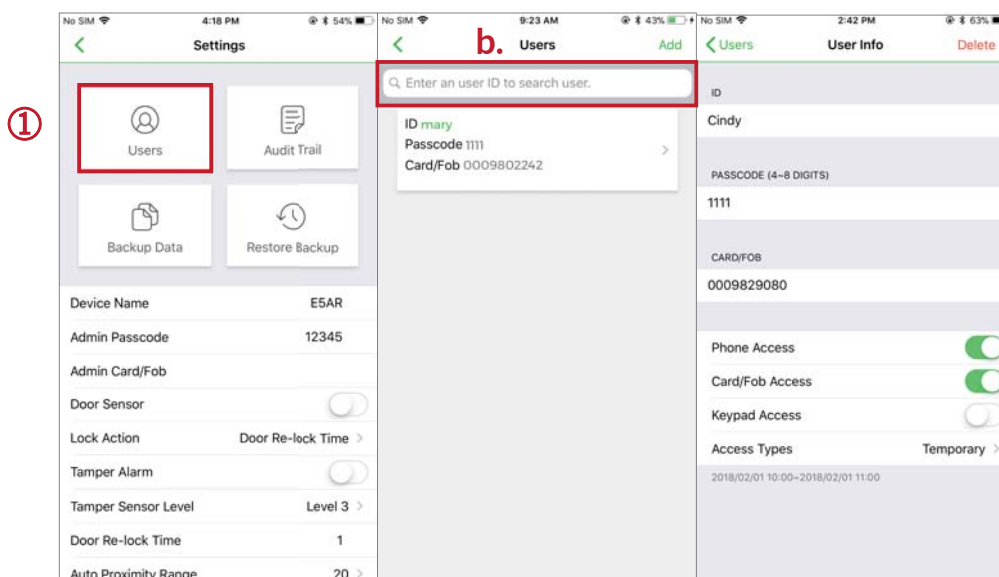 ①
No SIM 4:18 PM 54%
Settings
Users
Audit Trail
Backup Data
Restore Backup
Device Name E5AR
Admin Passcode 12345
Admin Card/Fob
Door Sensor
Lock Action Door Re-lock Time >
Tamper Alarm
Tamper Sensor Level Level 3 >
Door Re-lock Time 1
Auto Proximity Range 20 >
No SIM 9:23 AM 43%
b. Users Add
Enter an user ID to search user.
ID mary
Passcode 1111
Card/Fob 0009802242 >
No SIM 2:42 PM 63%
Users User Info Delete
ID
Cindy
PASSCODE (4~8 DIGITS)
1111
CARD/FOB
0009829080
Phone Access
Card/Fob Access
Keypad Access
Access Types Temporary >
2018/02/01 10:00~2018/02/01 11:00